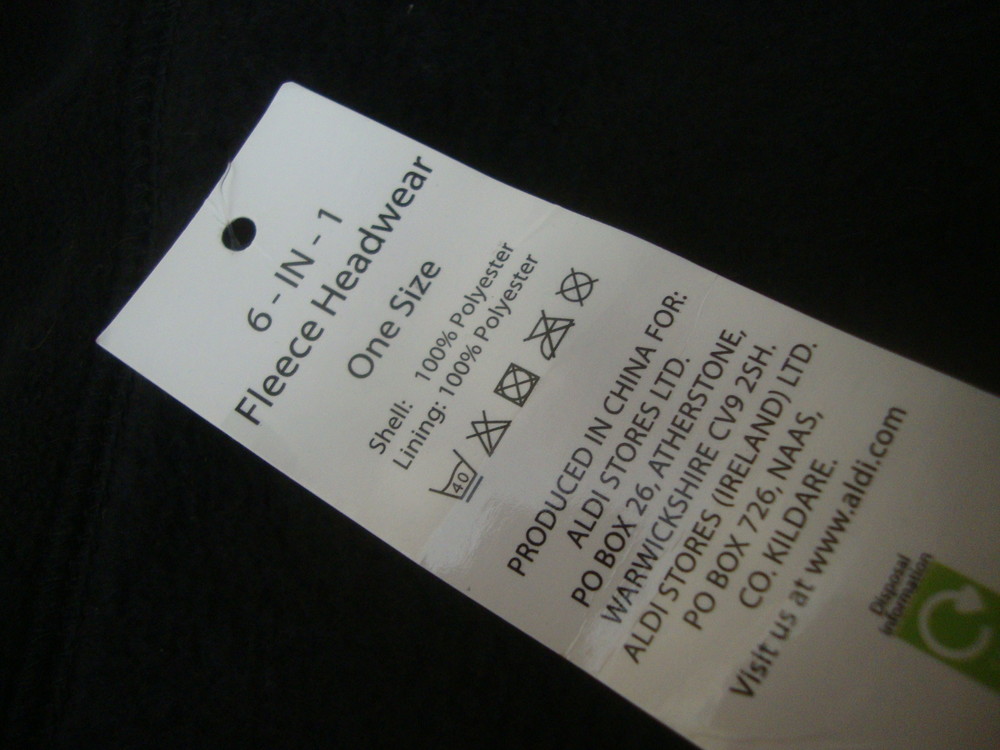 6 - IN - 1
Fleece Headwear
One Size
Shell: 100% Polyester
Lining: 100% Polyester
40
PRODUCED IN CHINA FOR:
ALDI STORES LTD.
PO BOX 26, ATHERSTONE,
WARWICKSHIRE CV9 2SH.
ALDI STORES (IRELAND) LTD.
PO BOX 726, NAAS,
CO. KILDARE.
Visit us at www.aldi.com
Disposal
information